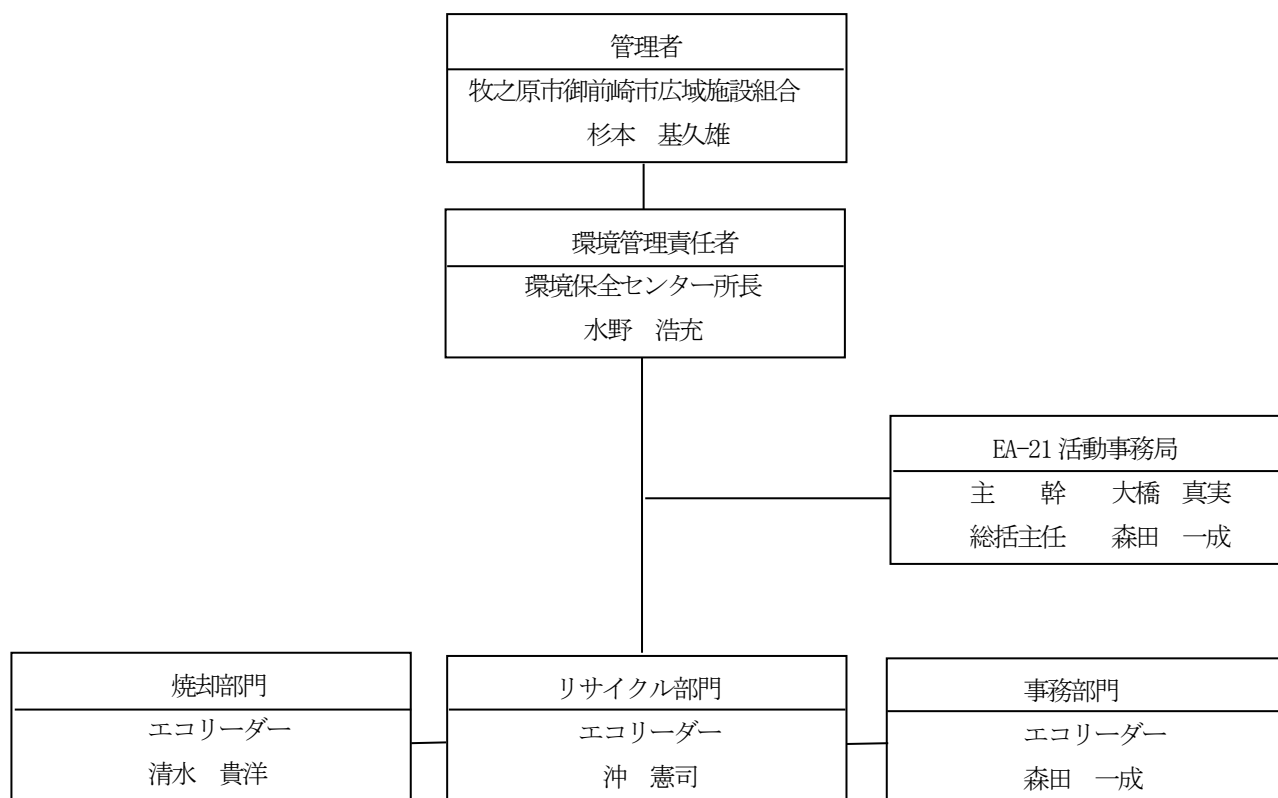 管理者
牧之原市御前崎市広域施設組合
杉本　基久雄
環境管理責任者
環境保全センター所長
水野　浩充
EA-21 活動事務局
主　　幹　　大橋　真実
総括主任　　森田　一成
焼却部門
エコリーダー
清水　貴洋
リサイクル部門
エコリーダー
沖　憲司
事務部門
エコリーダー
森田　一成